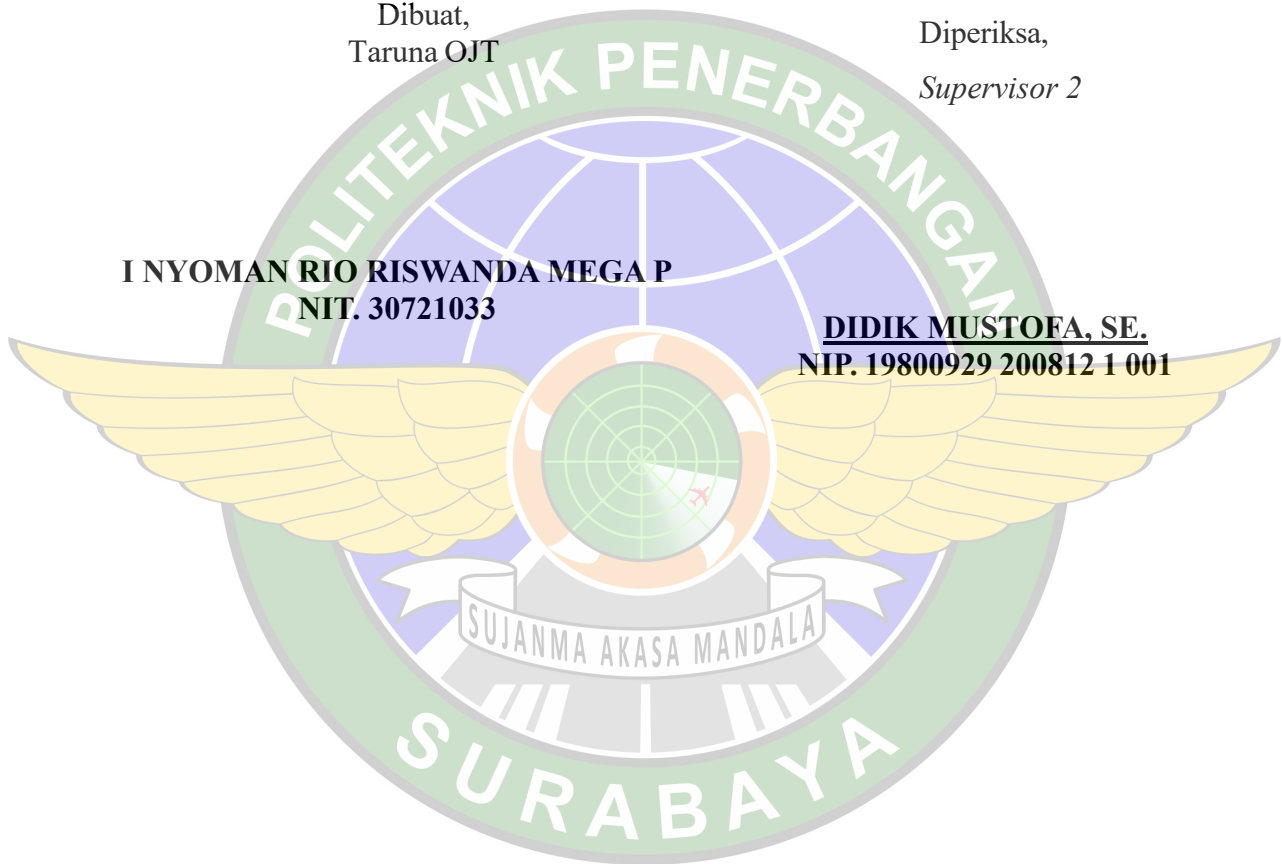 Dibuat,
Taruna OJT
I NYOMAN RIO RISWANDA MEGA P
NIT. 30721033
Diperiksa,
Supervisor 2
DIDIK MUSTOFA, SE.
NIP. 19800929 200812 1 001
POLITEKNIK PENERBANGAN
SUJANMA AKASA MANDALA
SURABAYA